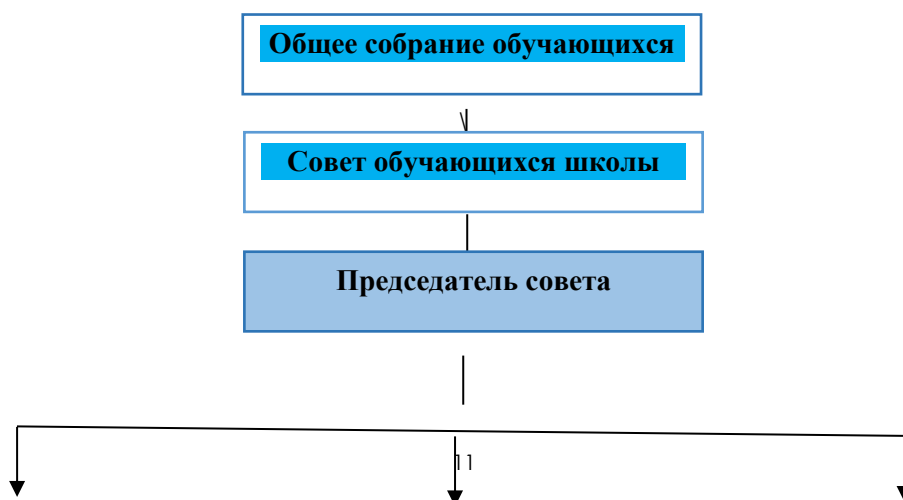 Общее собрание обучающихся
Совет обучающихся школы
Председатель совета
11